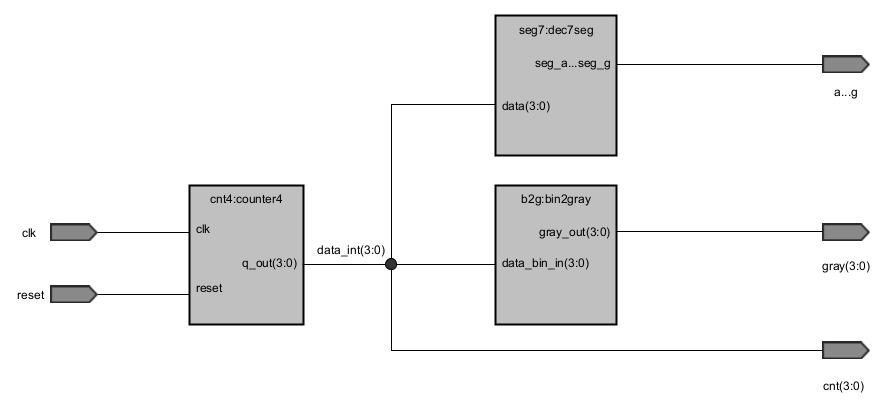 seg7:dec7seg
seg_a...seg_g
a...g
data(3:0)
cnt4:counter4
b2g:bin2gray
clk
clk
gray_out(3:0)
data_int(3:0)
q_out(3:0)
data_bin_in(3:0)
gray(3:0)
reset
reset
cnt(3:0)